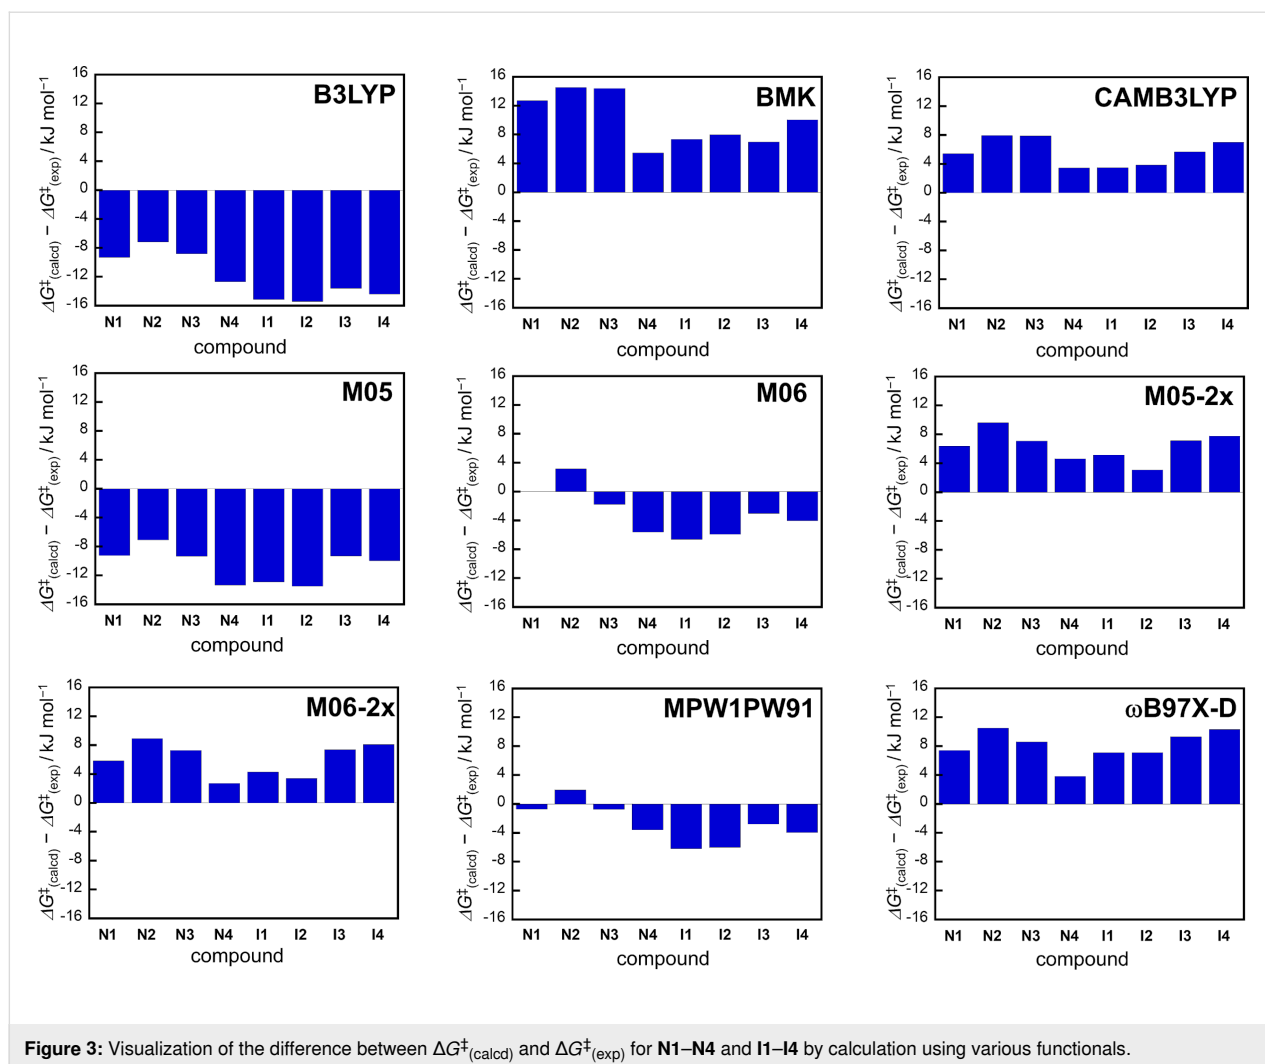 B3LYP
ΔG‡(calcd) − ΔG‡(exp) / kJ mol−1
16
12
8
4
0
-4
-8
-12
-16
N1 N2 N3 N4 I1 I2 I3 I4
compound
BMK
ΔG‡(calcd) − ΔG‡(exp) / kJ mol−1
16
12
8
4
0
-4
-8
-12
-16
N1 N2 N3 N4 I1 I2 I3 I4
compound
CAMB3LYP
ΔG‡(calcd) − ΔG‡(exp) / kJ mol−1
16
12
8
4
0
-4
-8
-12
-16
N1 N2 N3 N4 I1 I2 I3 I4
compound
M05
ΔG‡(calcd) − ΔG‡(exp) / kJ mol−1
16
12
8
4
0
-4
-8
-12
-16
N1 N2 N3 N4 I1 I2 I3 I4
compound
M06
ΔG‡(calcd) − ΔG‡(exp) / kJ mol−1
16
12
8
4
0
-4
-8
-12
-16
N1 N2 N3 N4 I1 I2 I3 I4
compound
M05-2x
ΔG‡(calcd) − ΔG‡(exp) / kJ mol−1
16
12
8
4
0
-4
-8
-12
-16
N1 N2 N3 N4 I1 I2 I3 I4
compound
M06-2x
ΔG‡(calcd) − ΔG‡(exp) / kJ mol−1
16
12
8
4
0
-4
-8
-12
-16
N1 N2 N3 N4 I1 I2 I3 I4
compound
MPW1PW91
ΔG‡(calcd) − ΔG‡(exp) / kJ mol−1
16
12
8
4
0
-4
-8
-12
-16
N1 N2 N3 N4 I1 I2 I3 I4
compound
ωB97X-D
ΔG‡(calcd) − ΔG‡(exp) / kJ mol−1
16
12
8
4
0
-4
-8
-12
-16
N1 N2 N3 N4 I1 I2 I3 I4
compound
Figure 3: Visualization of the difference between ΔG‡(calcd) and ΔG‡(exp) for N1–N4 and I1–I4 by calculation using various functionals.